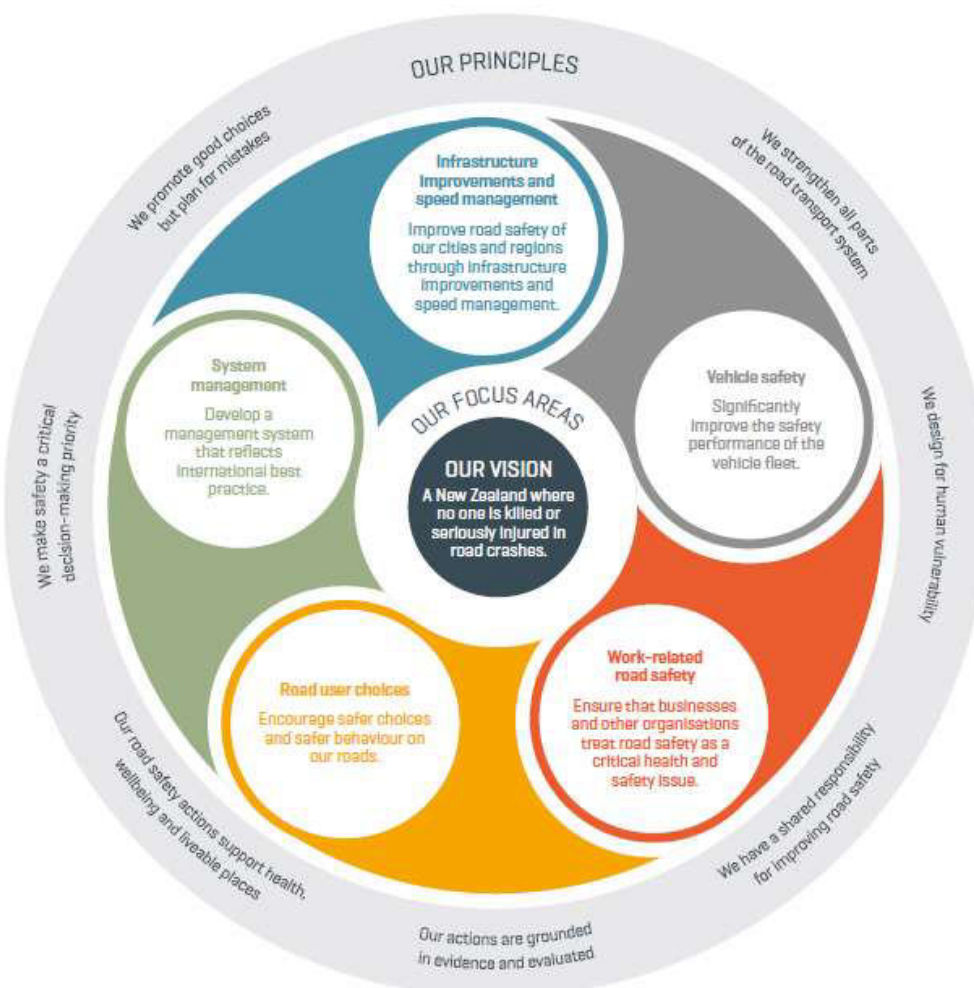 OUR PRINCIPLES
We promote good choices
but plan for mistakes
We strengthen all parts
of the road transport system
We design for human vulnerability
We have a shared responsibility
for improving road safety
Our actions are grounded
in evidence and evaluated
Our road safety actions support health,
wellbeing and liveable places
We make safety a critical
decision-making priority
Infrastructure
Improvements and
speed management
Improve road safety of
our cities and regions
through infrastructure
improvements and
speed management.
Vehicle safety
Significantly
improve the safety
performance of the
vehicle fleet.
Work-related
road safety
Ensure that businesses
and other organisations
treat road safety as a
critical health and
safety issue.
Road user choices
Encourage safer choices
and safer behaviour on
our roads.
System
management
Develop a
management system
that reflects
international best
practice.
OUR FOCUS AREAS
OUR VISION
A New Zealand where
no one is killed or
seriously injured in
road crashes.